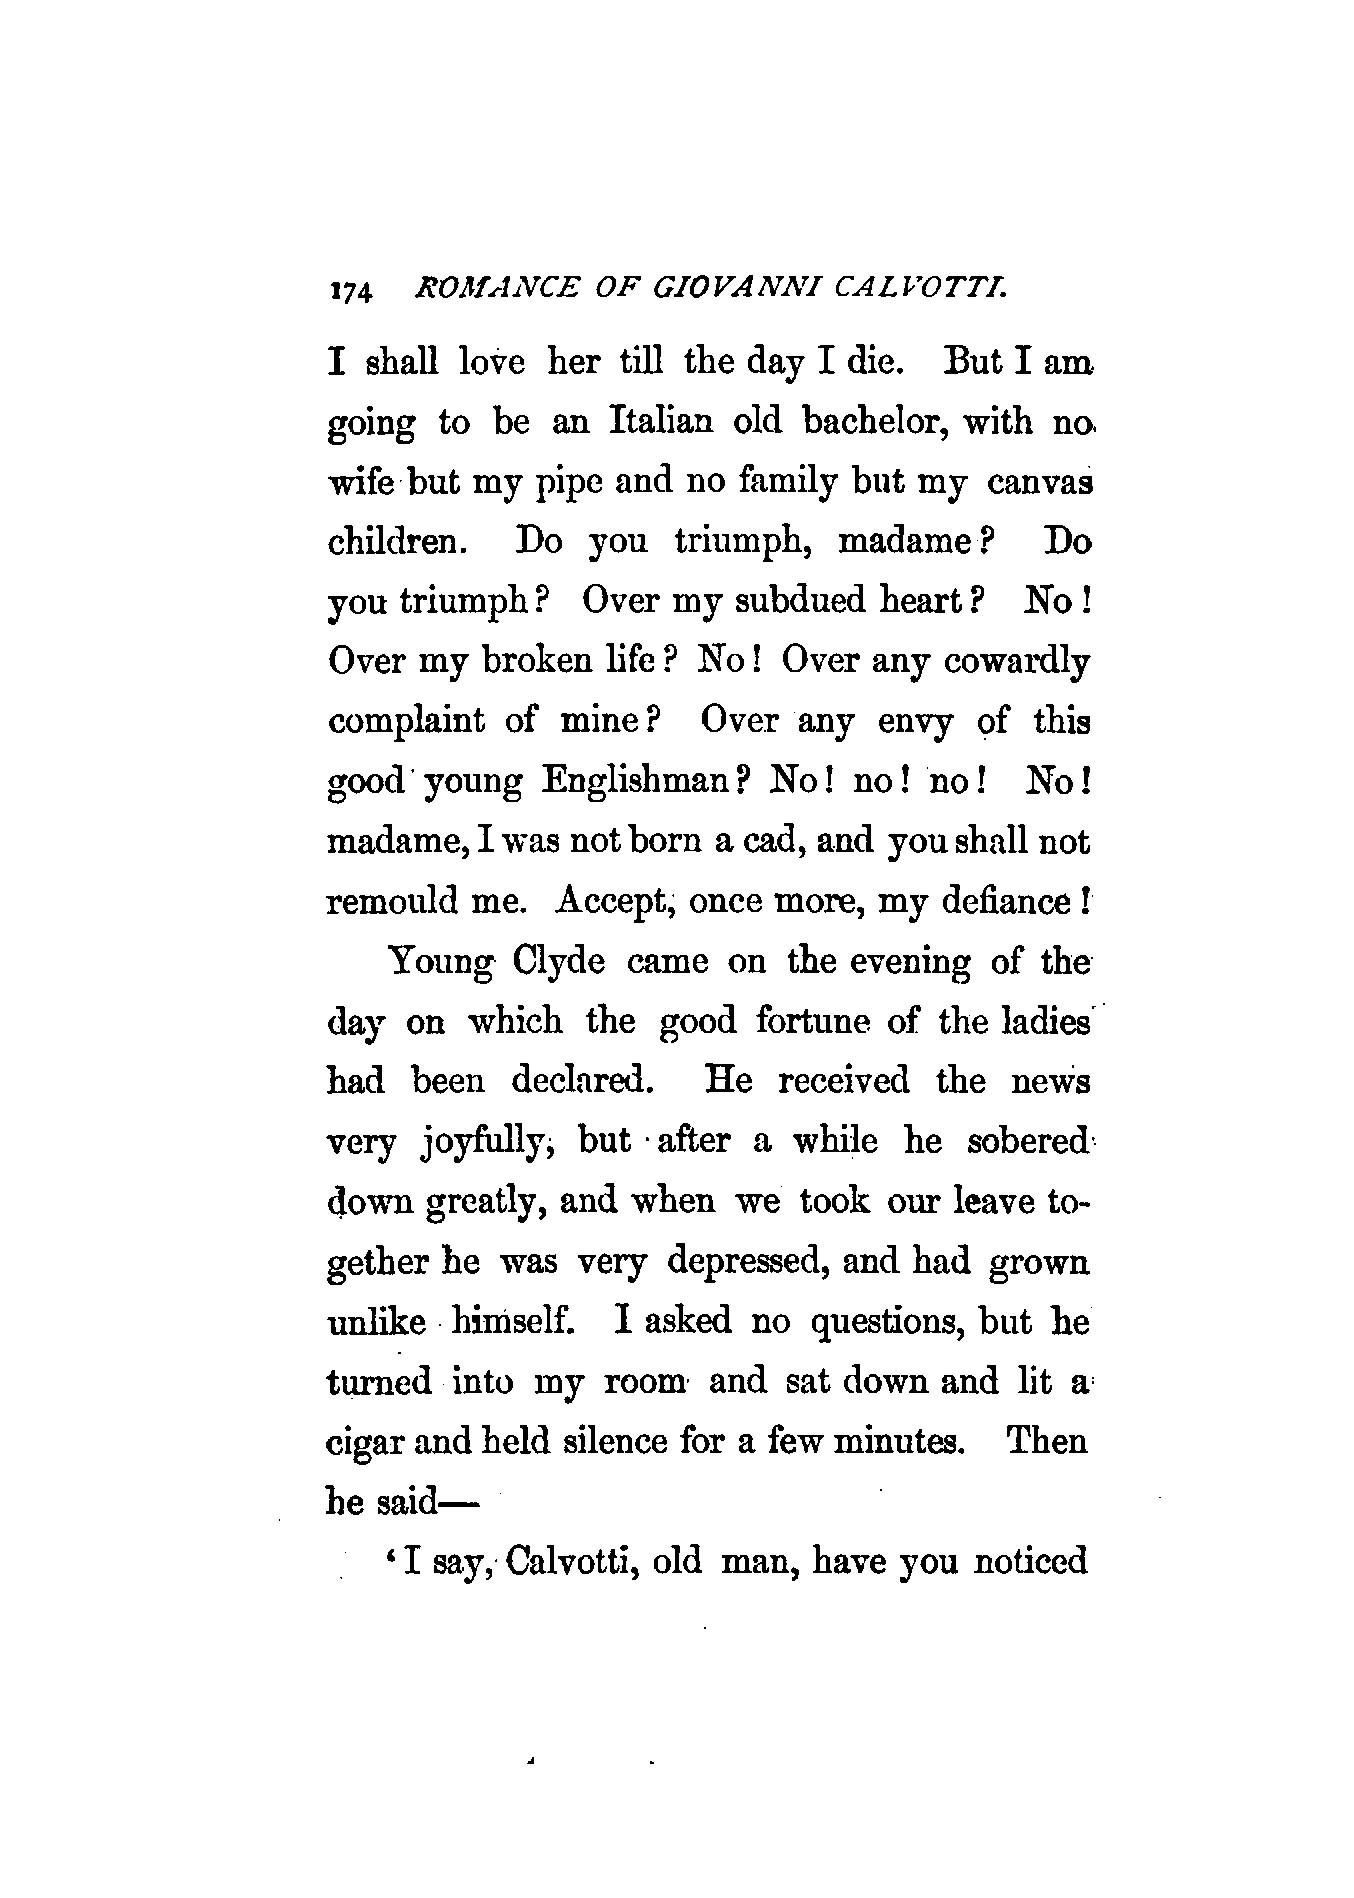 174 ROMANCE OF GIOVANNI CALVOTTI.
I shall love her till the day I die. But I am
going to be an Italian old bachelor, with no
wife but my pipe and no family but my canvas
children. Do you triumph, madame? Do
you triumph? Over my subdued heart? No!
Over my broken life? No! Over any cowardly
complaint of mine? Over any envy of this
good young Englishman? No! no! no! No!
madame, I was not born a cad, and you shall not
remould me. Accept, once more, my defiance!
Young Clyde came on the evening of the
day on which the good fortune of the ladies
had been declared. He received the news
very joyfully, but after a while he sobered
down greatly, and when we took our leave to-
gether he was very depressed, and had grown
unlike himself. I asked no questions, but he
turned into my room and sat down and lit a
cigar and held silence for a few minutes. Then
he said—
‘I say, Calvotti, old man, have you noticed